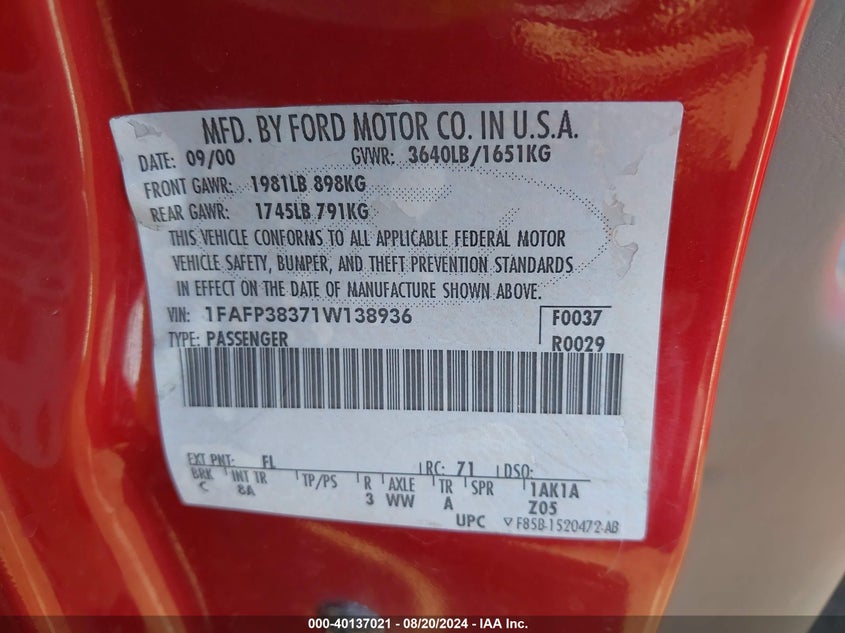 MFD. BY FORD MOTOR CO. IN U.S.A.
DATE: 09/00 GVWR: 3640LB/1651KG
FRONT GAWR: 1981LB 898KG
REAR GAWR: 1745LB 791KG
THIS VEHICLE CONFORMS TO ALL APPLICABLE FEDERAL MOTOR
VEHICLE SAFETY, BUMPER, AND THEFT PREVENTION STANDARDS
IN EFFECT ON THE DATE OF MANUFACTURE SHOWN ABOVE.
VIN: 1FAFP38371W138936 F0037
TYPE: PASSENGER R0029
EXT PNT: FL RC: 71 DSO:
BRK INT TR TP/PS R AXLE TR SPR 1AK1A
C 8A 3 WW A Z05
UPC F85B-1520472-AB
000-40137021 - 08/20/2024 - IAA Inc.